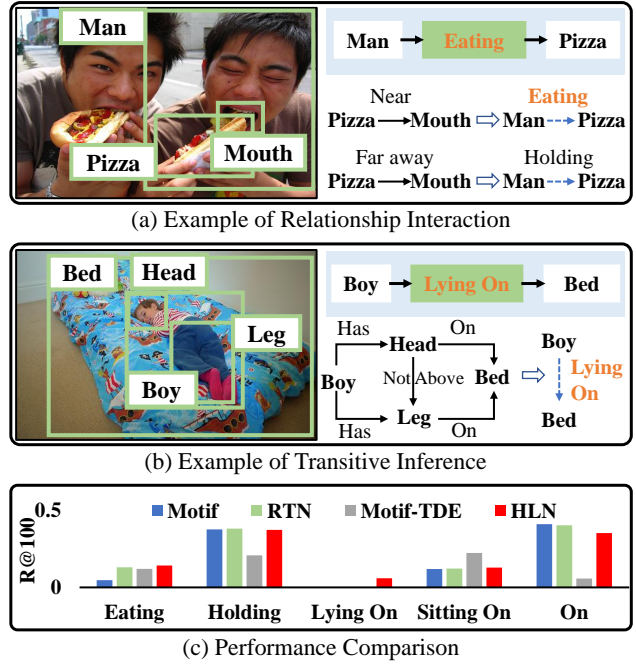 Man
Pizza
Mouth
Man Eating Pizza
Near Eating
Pizza Mouth Man Pizza
Far away Holding
Pizza Mouth Man Pizza
(a) Example of Relationship Interaction
Bed Head
Leg
Boy
Boy Lying On Bed
Has Head On
Boy Not Above Bed
Has Leg On
Boy
Lying
On
Bed
(b) Example of Transitive Inference
R@100
0.5
0
Motif RTN Motif-TDE HLN
Eating Holding Lying On Sitting On On
(c) Performance Comparison